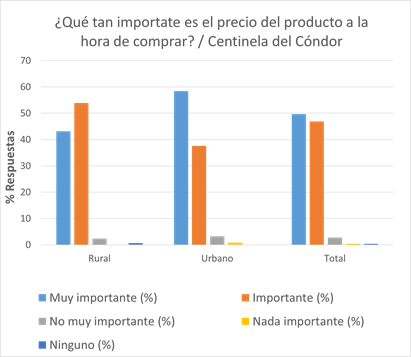 ¿Qué tan importate es el precio del producto a la
hora de comprar? / Centinela del Cóndor
70
60
50
40
30
20
10
0
% Respuestas
Rural
Urbano
Total
Muy importante (%)
Importante (%)
No muy importante (%)
Nada importante (%)
Ninguno (%)